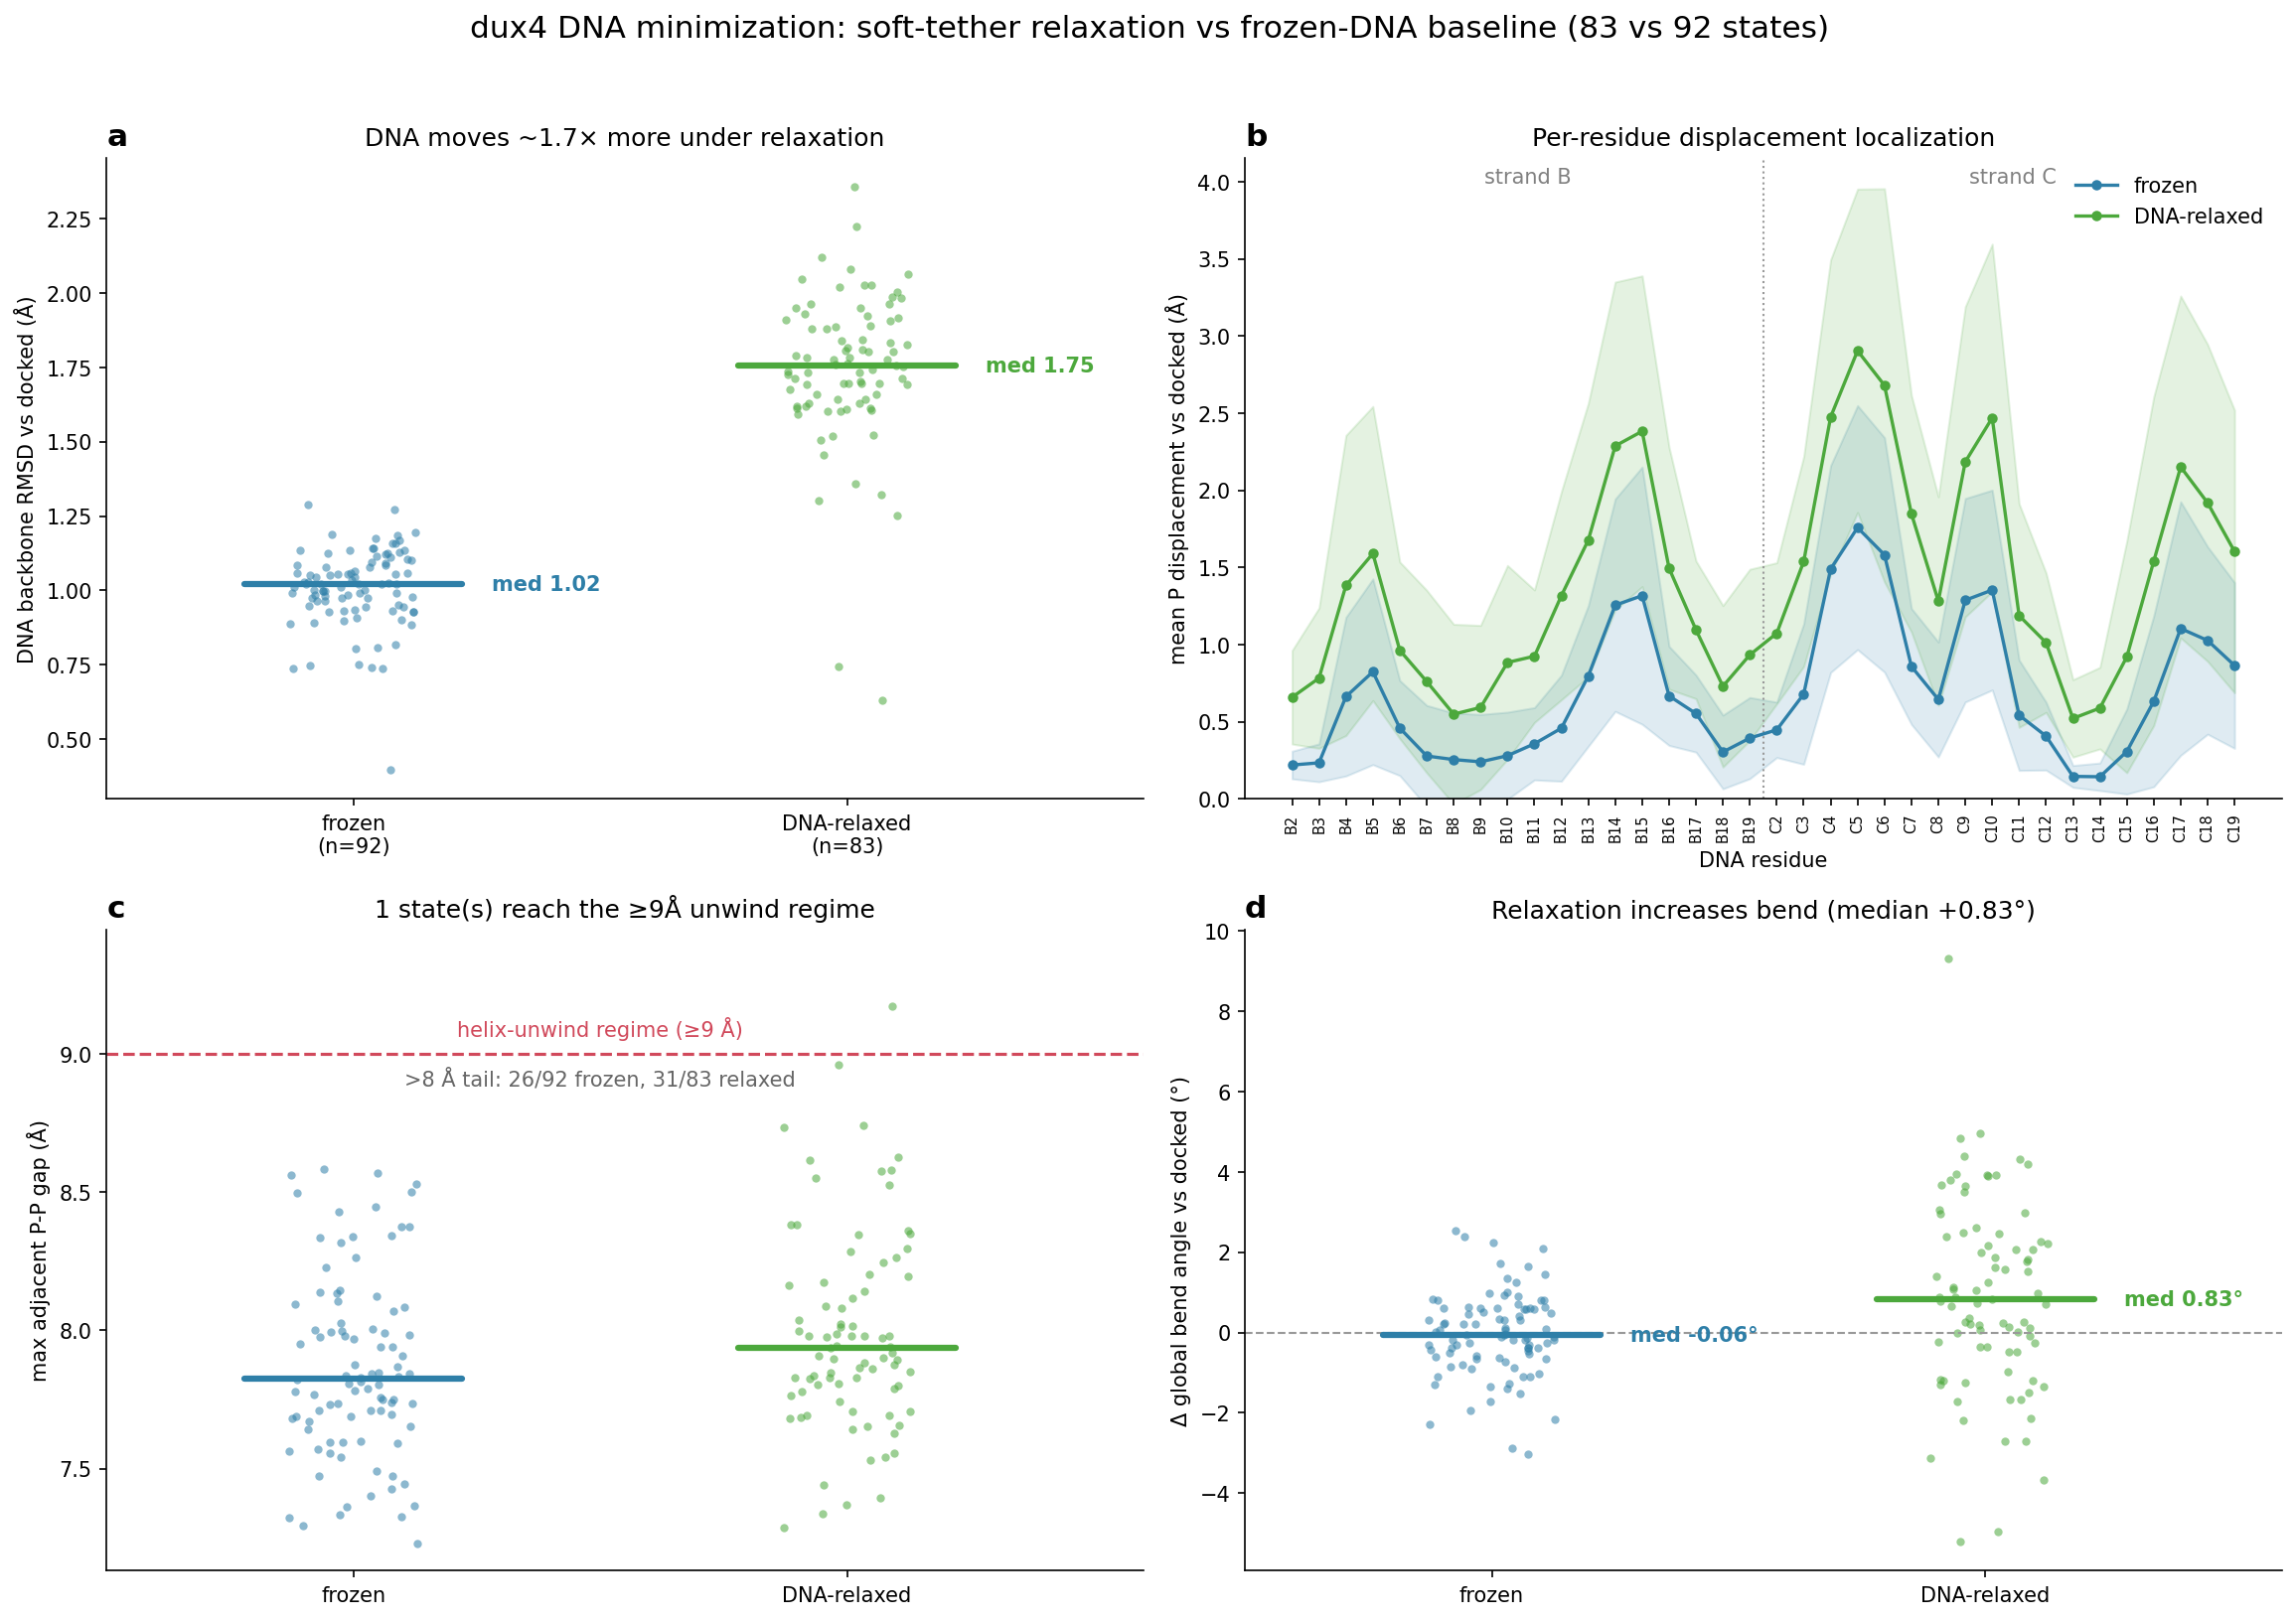 dux4 DNA minimization: soft-tether relaxation vs frozen-DNA baseline (83 vs 92 states)
a
DNA moves ~1.7× more under relaxation
DNA backbone RMSD vs docked (Å)
2.25
2.00
1.75
1.50
1.25
1.00
0.75
0.50
med 1.02
med 1.75
frozen
(n=92)
DNA-relaxed
(n=83)
b
Per-residue displacement localization
strand B
strand C
frozen
DNA-relaxed
mean P displacement vs docked (Å)
4.0
3.5
3.0
2.5
2.0
1.5
1.0
0.5
0.0
B2 B3 B4 B5 B6 B7 B8 B9 B10 B11 B12 B13 B14 B15 B16 B17 B18 B19 C2 C3 C4 C5 C6 C7 C8 C9 C10 C11 C12 C13 C14 C15 C16 C17 C18 C19
DNA residue
c
1 state(s) reach the ≥9Å unwind regime
max adjacent P-P gap (Å)
9.0
8.5
8.0
7.5
helix-unwind regime (≥9 Å)
>8 Å tail: 26/92 frozen, 31/83 relaxed
frozen
DNA-relaxed
d
Relaxation increases bend (median +0.83°)
Δ global bend angle vs docked (°)
10
8
6
4
2
0
−2
−4
med -0.06°
med 0.83°
frozen
DNA-relaxed